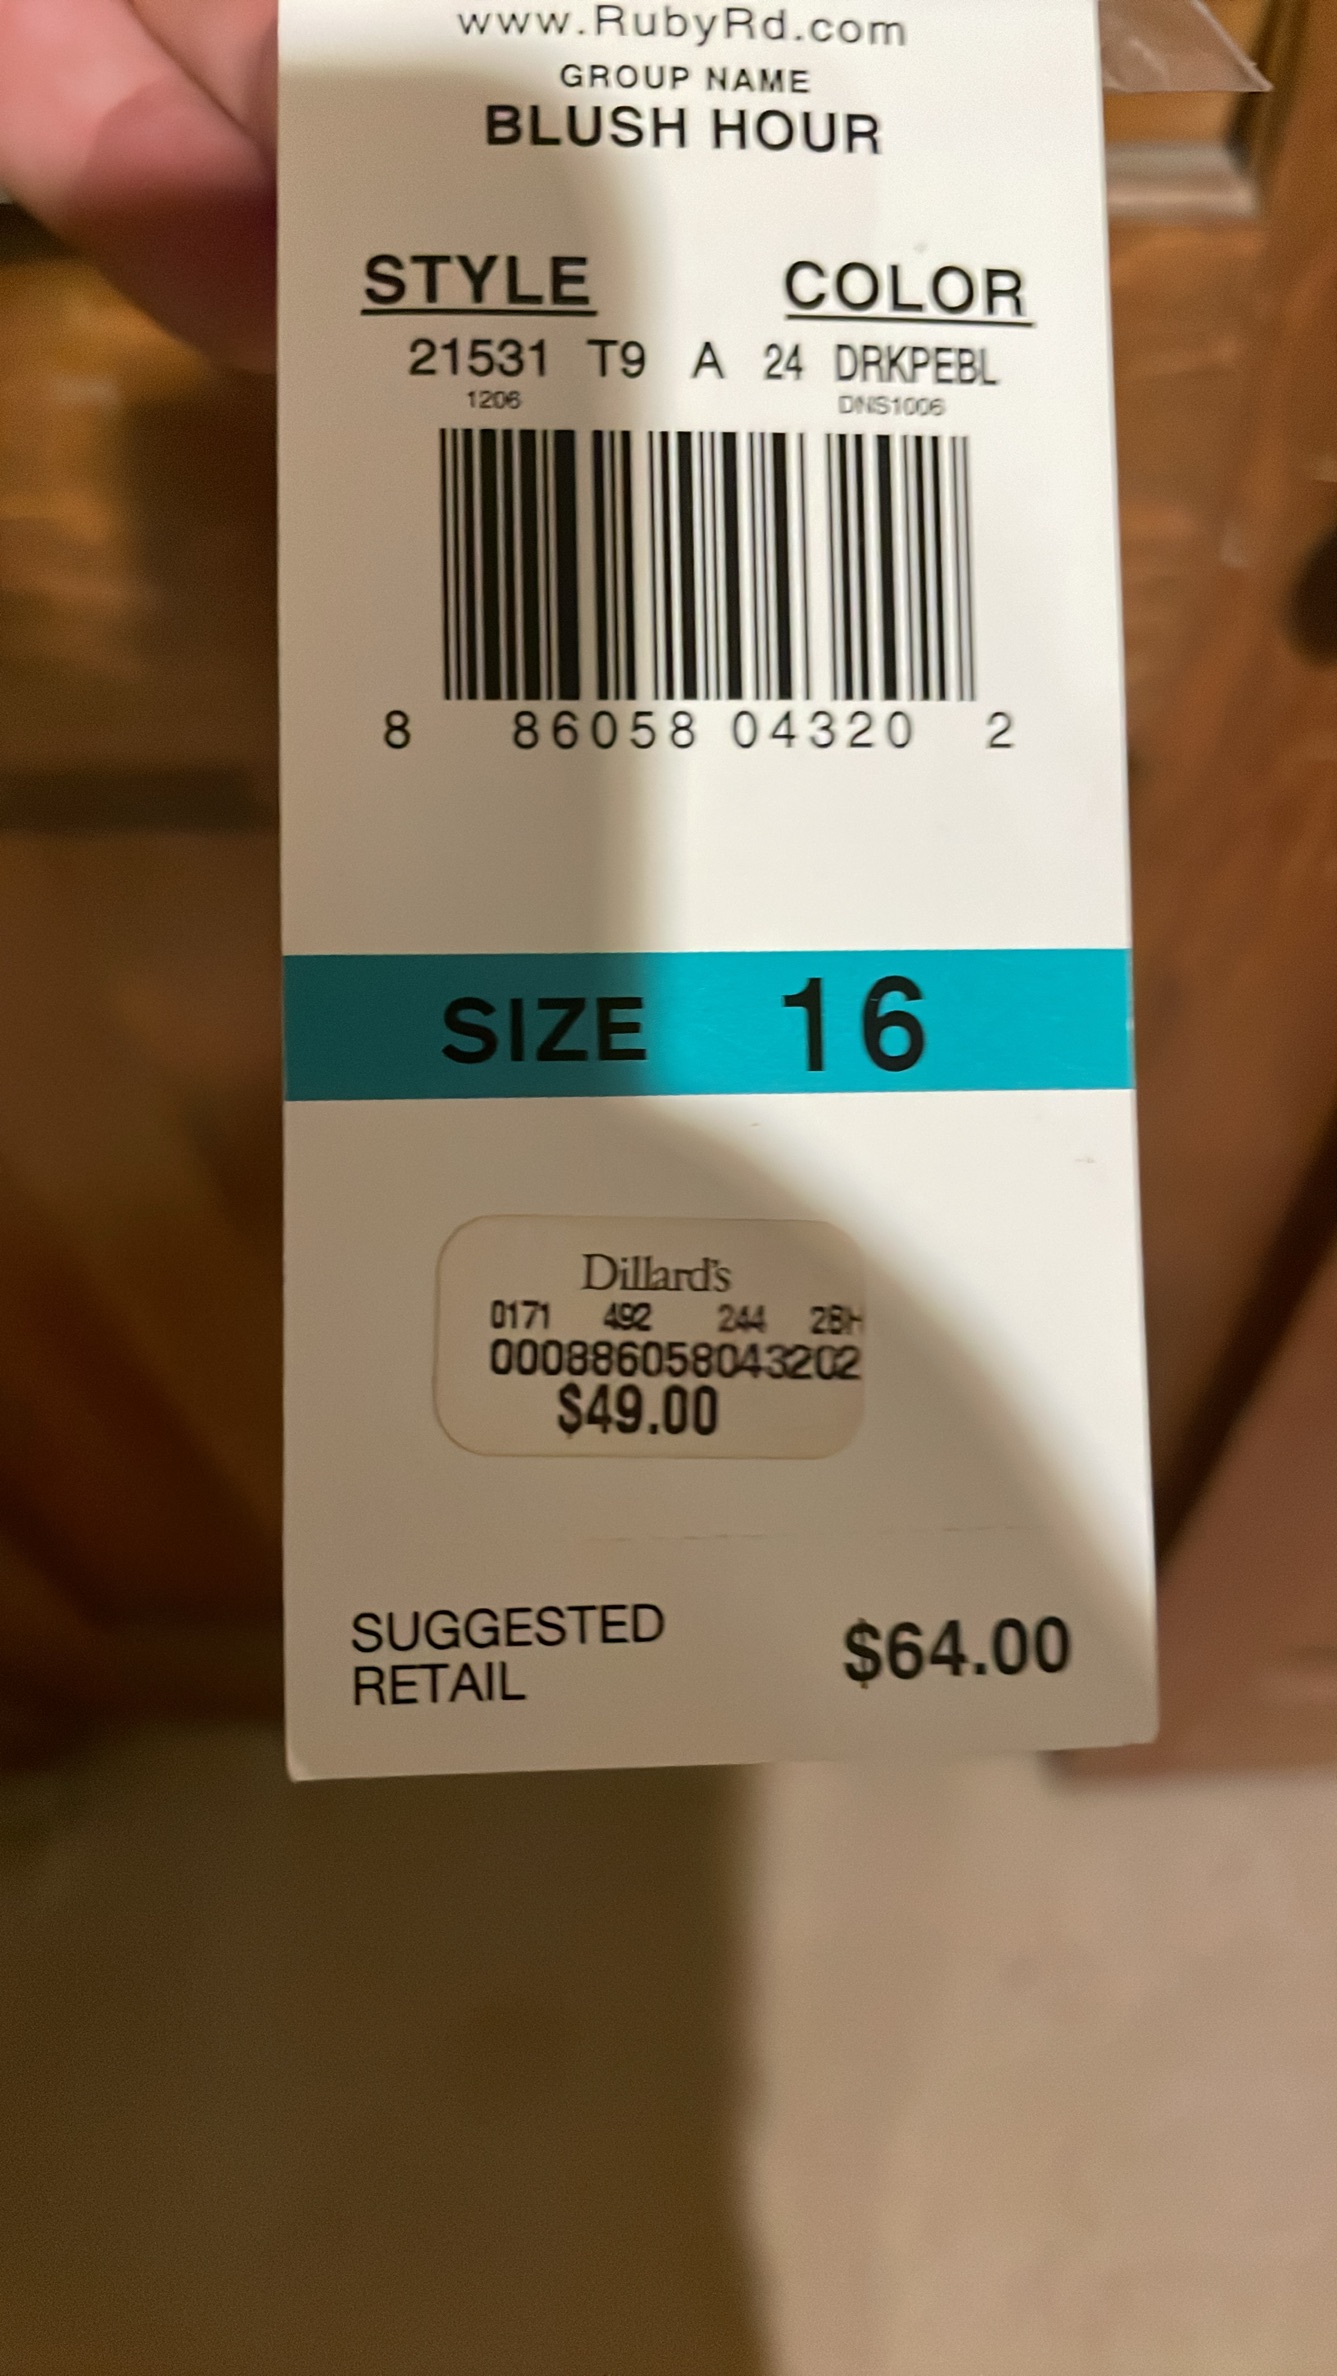 www.RubyRd.com
GROUP NAME
BLUSH HOUR
STYLE COLOR
21531 T9 A 24 DRKPEBL
1206 DNS1006
8 86058 04320 2
SIZE 16
Dillard's
0171 492 244 2BH
000886058043202
$49.00
SUGGESTED
RETAIL
$64.00